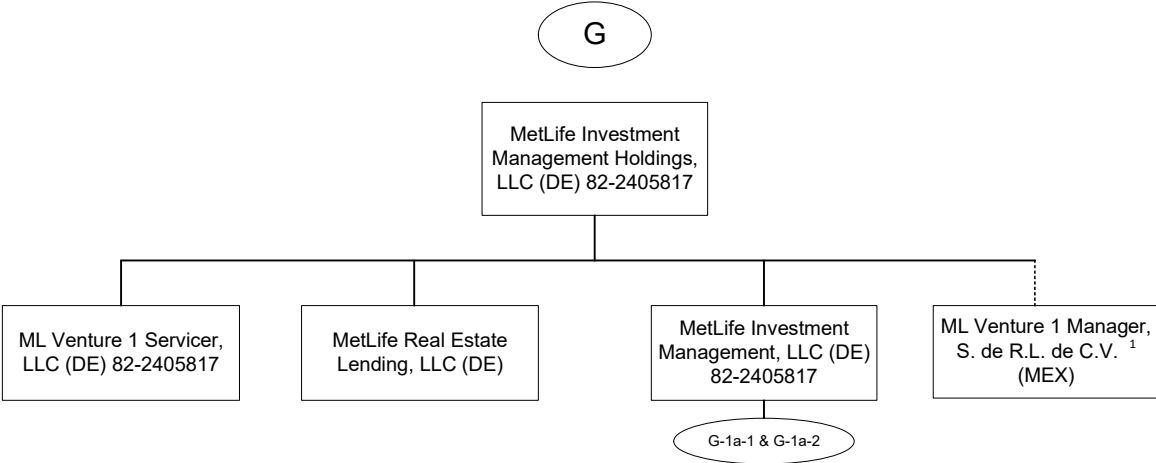 G
MetLife Investment
Management Holdings,
LLC (DE) 82-2405817
ML Venture 1 Servicer,
LLC (DE) 82-2405817
MetLife Real Estate
Lending, LLC (DE)
MetLife Investment
Management, LLC (DE)
82-2405817
ML Venture 1 Manager,
S. de R.L. de C.V. 1
(MEX)
G-1a-1 & G-1a-2